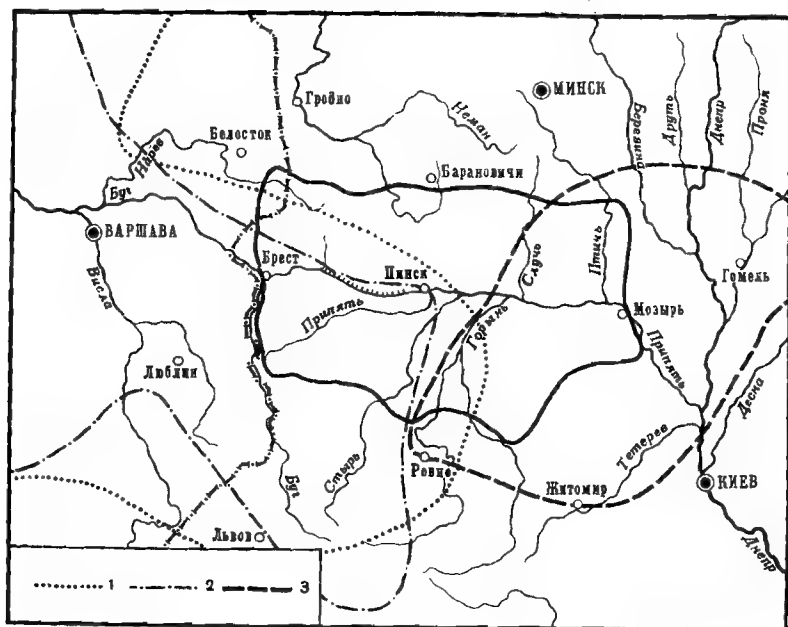 МИНСК
Гродно
Неман
Березина
Друть
Днепр
Проня
Белосток
Нарев
Барановичи
Буг
ВАРШАВА
Брест
Пинск
Случь
Птичь
Гомель
Висла
Припять
Горынь
Мозырь
Припять
Люблин
Десна
Стырь
Ровно
Тетерев
Буг
Житомир
КИЕВ
Львов
Днепр
1 2 3